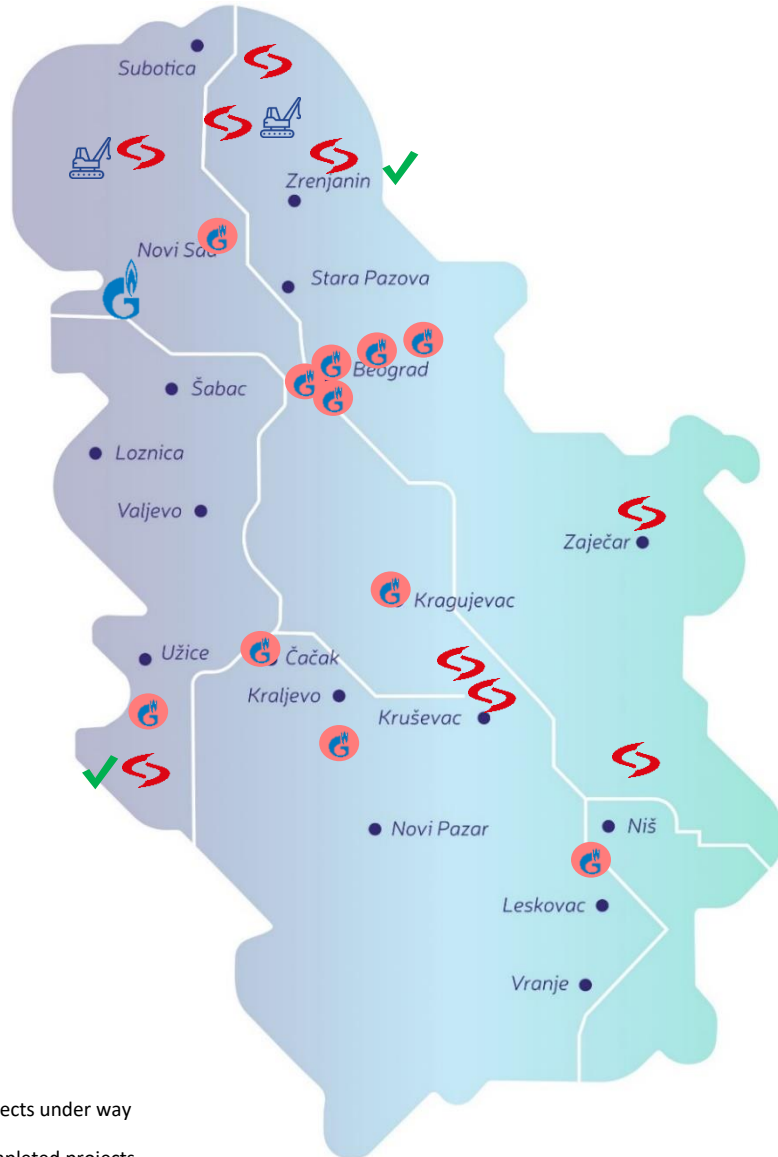 Subotica
Zrenjanin
Novi Sad
Stara Pazova
Beograd
Šabac
Loznica
Valjevo
Zaječar
Kragujevac
Užice
Čačak
Kraljevo
Kruševac
Novi Pazar
Niš
Leskovac
Vranje
ects under way